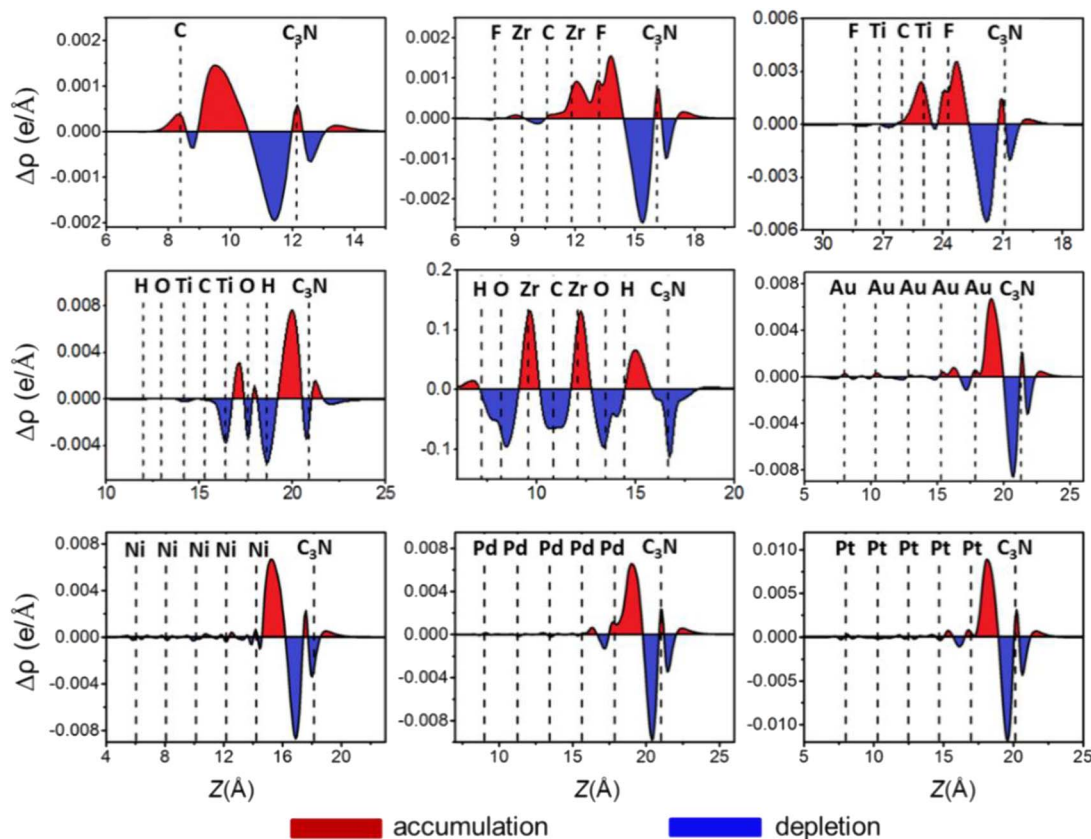 C C₃N
0.002
0.001
0.000
-0.001
-0.002
6 8 10 12 14
F Zr C Zr F C₃N
0.002
0.001
0.000
-0.001
-0.002
6 9 12 15 18
F Ti C Ti F C₃N
0.006
0.003
0.000
-0.003
-0.006
30 27 24 21 18
Δρ (e/Å)
H O Ti C Ti O H C₃N
0.008
0.004
0.000
-0.004
10 15 20 25
H O Zr C Zr O H C₃N
0.2
0.1
0.0
-0.1
10 15 20
Au Au Au Au Au C₃N
0.008
0.004
0.000
-0.004
-0.008
5 10 15 20 25
Δρ (e/Å)
Ni Ni Ni Ni Ni C₃N
0.008
0.004
0.000
-0.004
-0.008
4 8 12 16 20
Z(Å)
Pd Pd Pd Pd Pd C₃N
0.008
0.004
0.000
-0.004
-0.008
10 15 20 25
Z(Å)
Pt Pt Pt Pt Pt C₃N
0.010
0.005
0.000
-0.005
-0.010
5 10 15 20 25
Z(Å)
Δρ (e/Å)
accumulation depletion